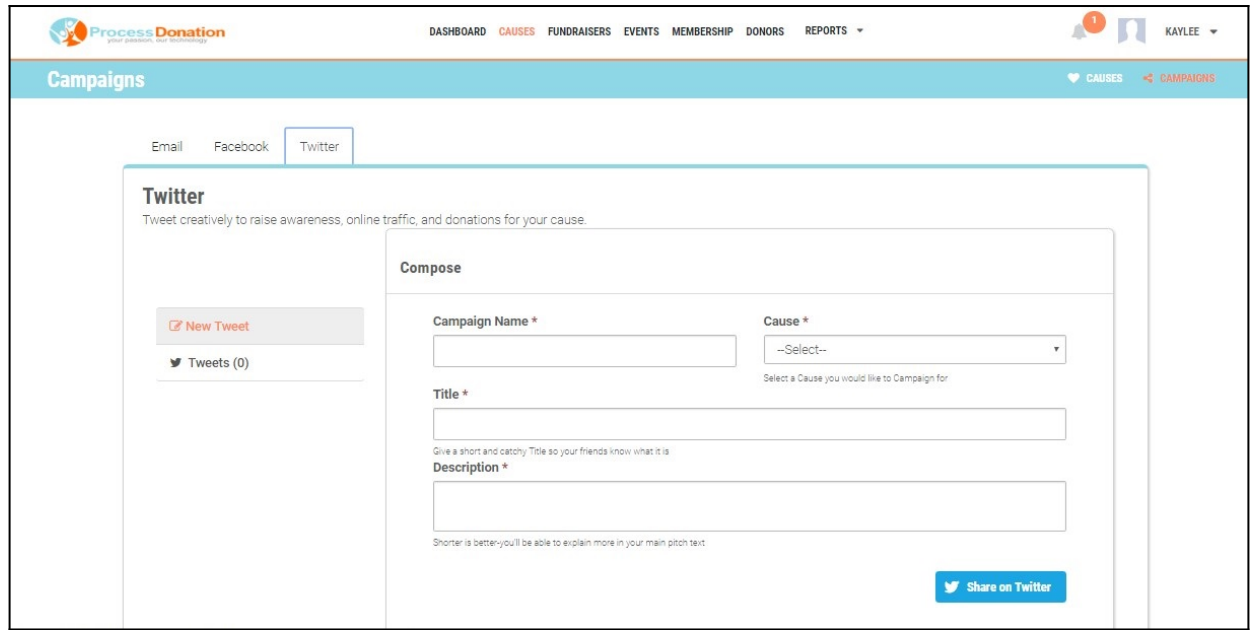 Process Donation
your passion, our technology
DASHBOARD CAUSES FUNDRAISERS EVENTS MEMBERSHIP DONORS REPORTS
1
KAYLEE
Campaigns
CAUSES CAMPAIGNS
Email Facebook Twitter
Twitter
Tweet creatively to raise awareness, online traffic, and donations for your cause.
Compose
New Tweet
Tweets (0)
Campaign Name *
Cause *
--Select--
Select a Cause you would like to Campaign for
Title *
Give a short and catchy Title so your friends know what it is
Description *
Shorter is better-you'll be able to explain more in your main pitch text
Share on Twitter